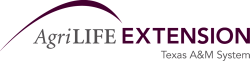 AgriLIFE EXTENSION
Texas A&M System